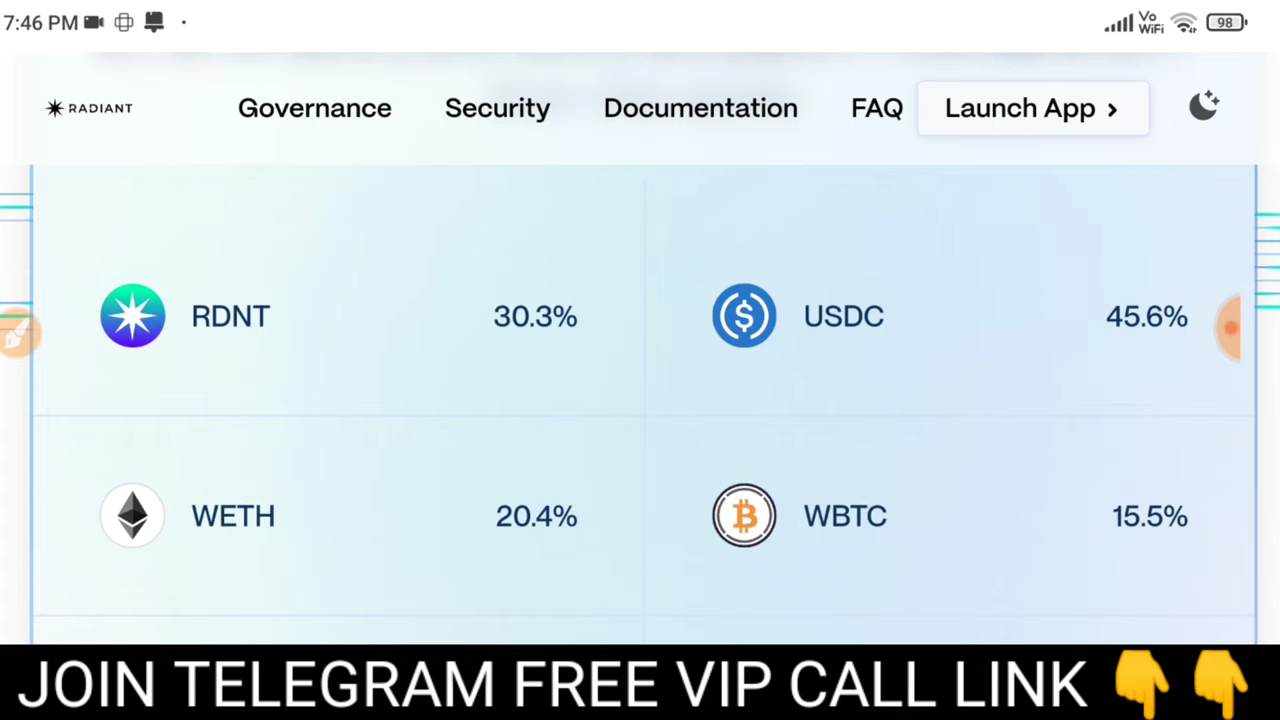 7:46 PM
Vo
WiFi
98
RADIANT Governance Security Documentation FAQ Launch App ›
RDNT 30.3% USDC 45.6%
WETH 20.4% WBTC 15.5%
JOIN TELEGRAM FREE VIP CALL LINK 👇👇